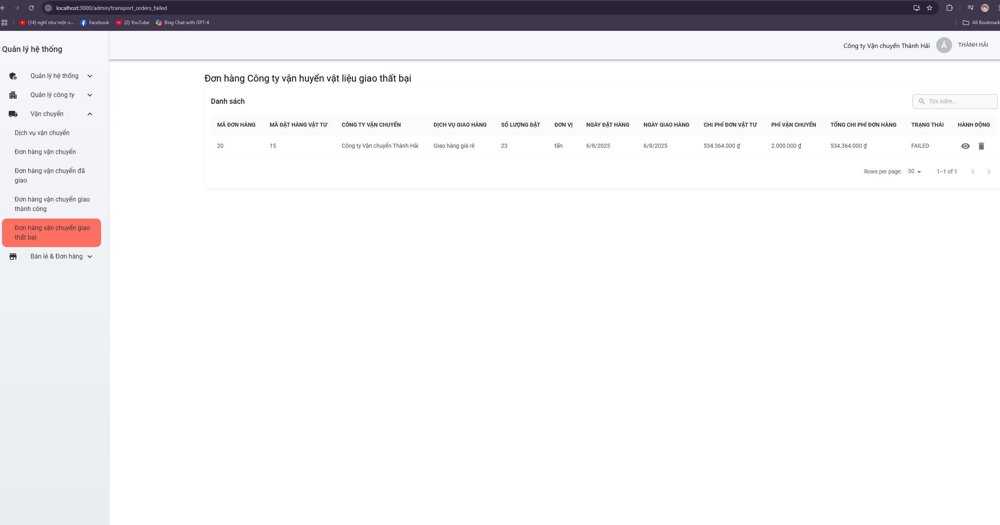 localhost:3000/admin/transport_orders_failed
(14) nghĩ như một n...
Facebook
(2) YouTube
Bing Chat with GPT-4
All Bookmark
Quản lý hệ thống
Công ty Vận chuyển Thành Hải
Á
THÀNH HẢI
Quản lý hệ thống
Quản lý công ty
Vận chuyển
Dịch vụ vận chuyển
Đơn hàng vận chuyển
Đơn hàng vận chuyển đã
giao
Đơn hàng vận chuyển giao
thành công
Đơn hàng vận chuyển giao
thất bại
Bán lẻ & Đơn hàng
Đơn hàng Công ty vận huyển vật liệu giao thất bại
Danh sách
Tìm kiếm...
MÃ ĐƠN HÀNG MÃ ĐẶT HÀNG VẬT TƯ CÔNG TY VẬN CHUYỂN DỊCH VỤ GIAO HÀNG SỐ LƯỢNG ĐẶT ĐƠN VỊ NGÀY ĐẶT HÀNG NGÀY GIAO HÀNG CHI PHÍ ĐƠN VẬT TƯ PHÍ VẬN CHUYỂN TỔNG CHI PHÍ ĐƠN HÀNG TRẠNG THÁI HÀNH ĐỘNG
20 15 Công ty Vận chuyển Thành Hải Giao hàng giá rẻ 23 tấn 6/8/2025 6/8/2025 534.364.000 ₫ 2.000.000 ₫ 534.364.000 ₫ FAILED
Rows per page: 30 1–1 of 1